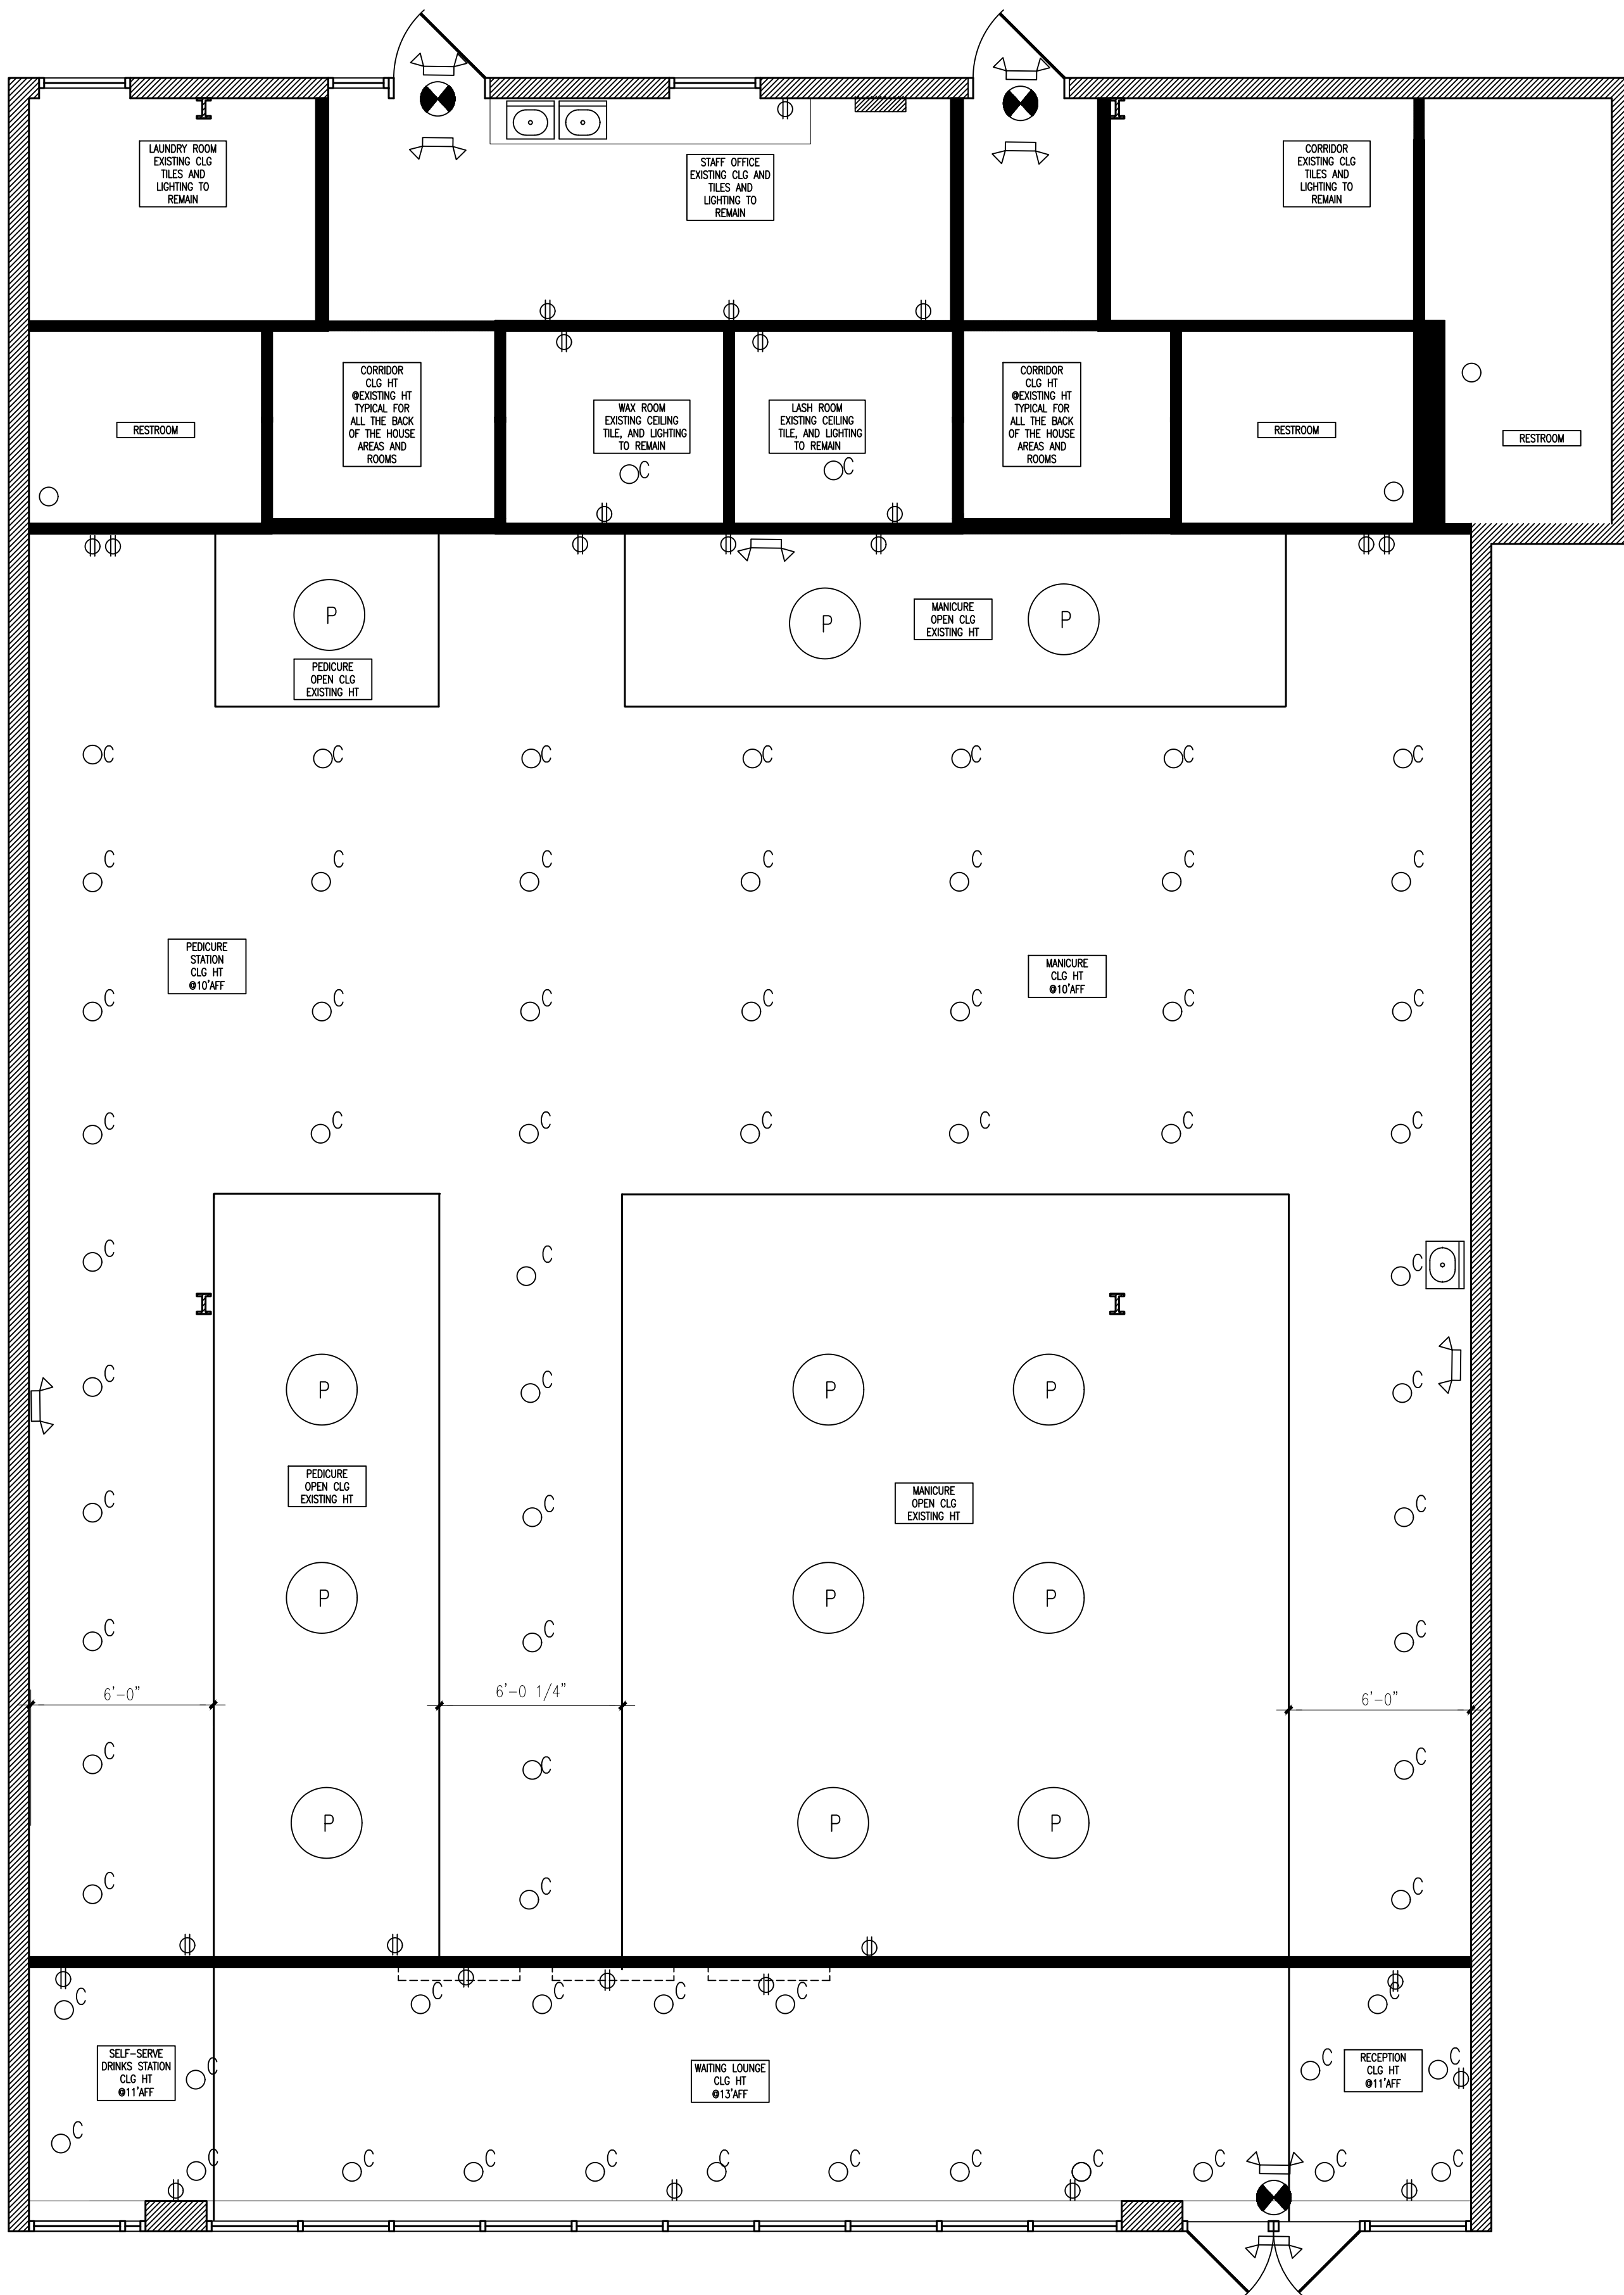 LAUNDRY ROOM
EXISTING CLG
TILES AND
LIGHTING TO
REMAIN
STAFF OFFICE
EXISTING CLG AND
TILES AND
LIGHTING TO
REMAIN
CORRIDOR
EXISTING CLG
TILES AND
LIGHTING TO
REMAIN
RESTROOM
CORRIDOR
CLG HT
@EXISTING HT
TYPICAL FOR
ALL THE BACK
OF THE HOUSE
AREAS AND
ROOMS
WAX ROOM
EXISTING CEILING
TILE, AND LIGHTING
TO REMAIN
C
LASH ROOM
EXISTING CEILING
TILE, AND LIGHTING
TO REMAIN
C
CORRIDOR
CLG HT
@EXISTING HT
TYPICAL FOR
ALL THE BACK
OF THE HOUSE
AREAS AND
ROOMS
RESTROOM
RESTROOM
P
PEDICURE
OPEN CLG
EXISTING HT
P
MANICURE
OPEN CLG
EXISTING HT
P
C C C C C C C
C C C C C C C
PEDICURE
STATION
CLG HT
@10'AFF
MANICURE
CLG HT
@10'AFF
C C C C C C C
C C C C C C C
C C C
C C C
P P P
PEDICURE
OPEN CLG
EXISTING HT
MANICURE
OPEN CLG
EXISTING HT
C C C
P P P
C C C
6'-0" 6'-0 1/4" 6'-0"
C C C
P P P
C C C
C C C C C C
SELF-SERVE
DRINKS STATION
CLG HT
@11'AFF
C
WAITING LOUNGE
CLG HT
@13'AFF
C
RECEPTION
CLG HT
@11'AFF
C
C
C C C C C C C C C C C